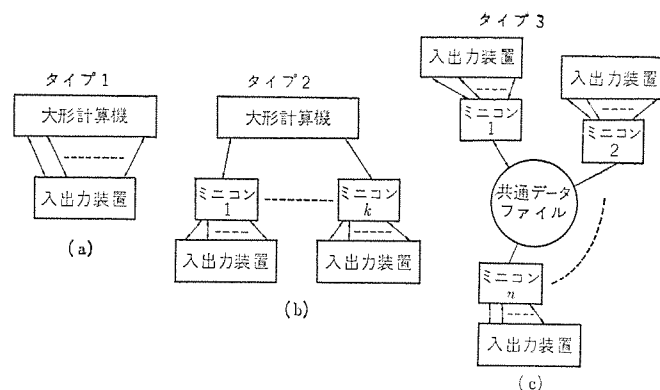 タイプ1
大形計算機
入出力装置
(a)
タイプ2
大形計算機
ミニコン
1
ミニコン
k
入出力装置
入出力装置
(b)
タイプ3
入出力装置
ミニコン
1
入出力装置
ミニコン
2
共通データ
ファイル
ミニコン
n
入出力装置
(c)